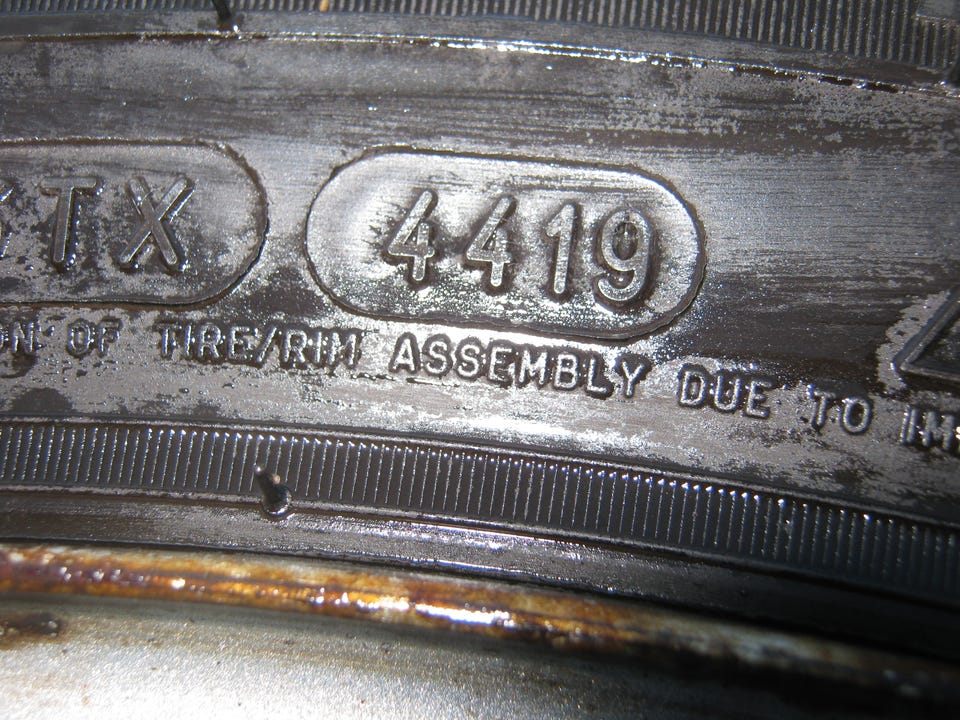 TX 4419
OF TIRE/RIM ASSEMBLY DUE TO